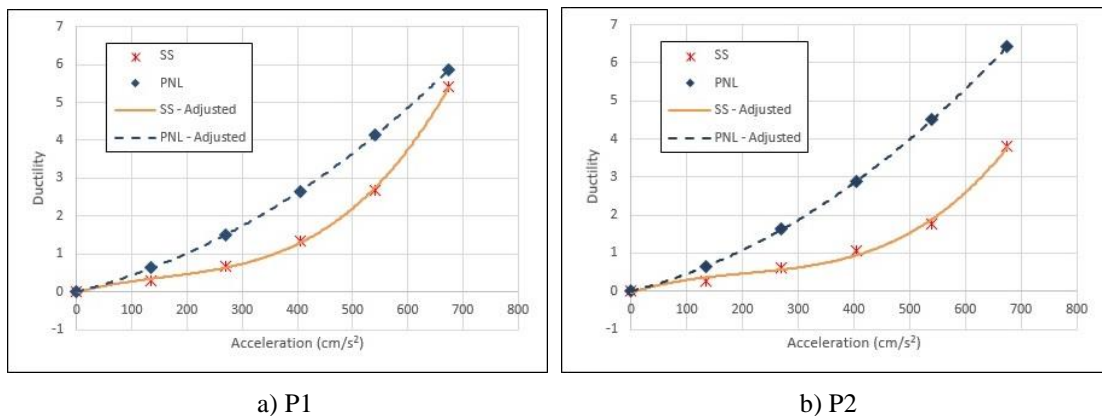 7
6
5
4
3
2
1
0
-1
Ductility
SS
PNL
SS - Adjusted
PNL - Adjusted
0 100 200 300 400 500 600 700 800
Acceleration (cm/s²)
a) P1
7
6
5
4
3
2
1
0
-1
Ductility
SS
PNL
SS - Adjusted
PNL - Adjusted
0 100 200 300 400 500 600 700 800
Acceleration (cm/s²)
b) P2